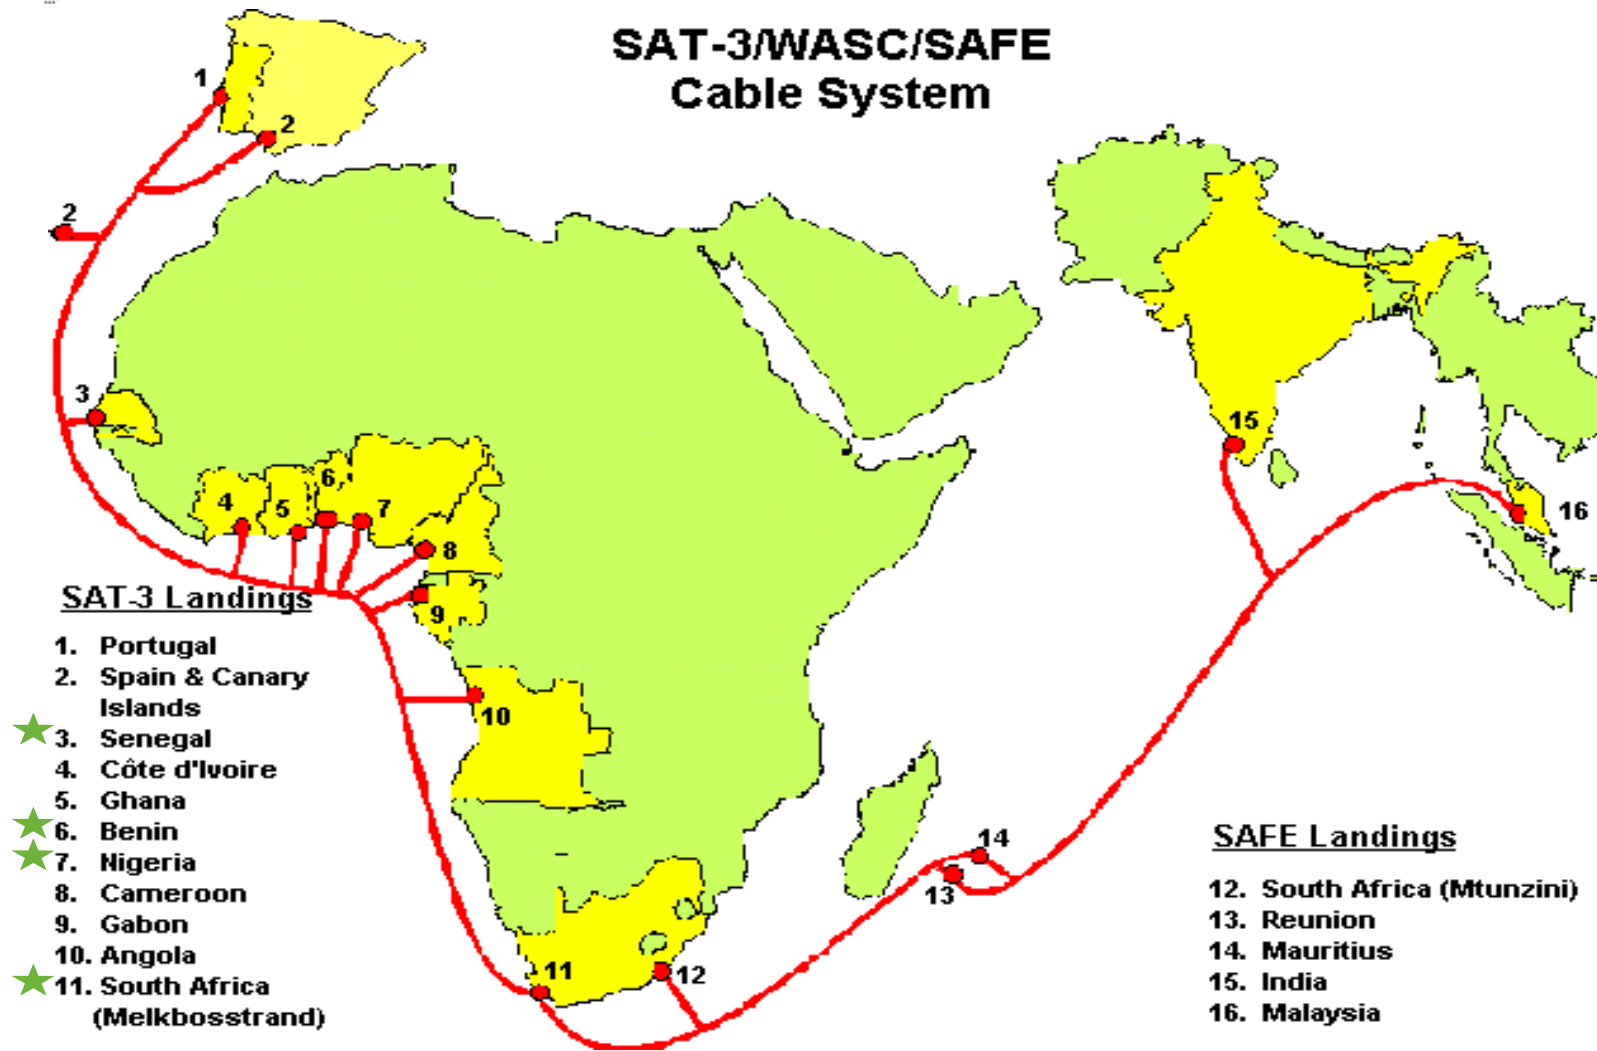 SAT-3/WASC/SAFE
Cable System
1
2
2
3
4
5
6
7
8
9
10
11
12
13
14
15
16
SAT-3 Landings
1. Portugal
2. Spain & Canary
Islands
3. Senegal
4. Côte d'Ivoire
5. Ghana
6. Benin
7. Nigeria
8. Cameroon
9. Gabon
10. Angola
11. South Africa
(Melkbosstrand)
SAFE Landings
12. South Africa (Mtunzini)
13. Reunion
14. Mauritius
15. India
16. Malaysia